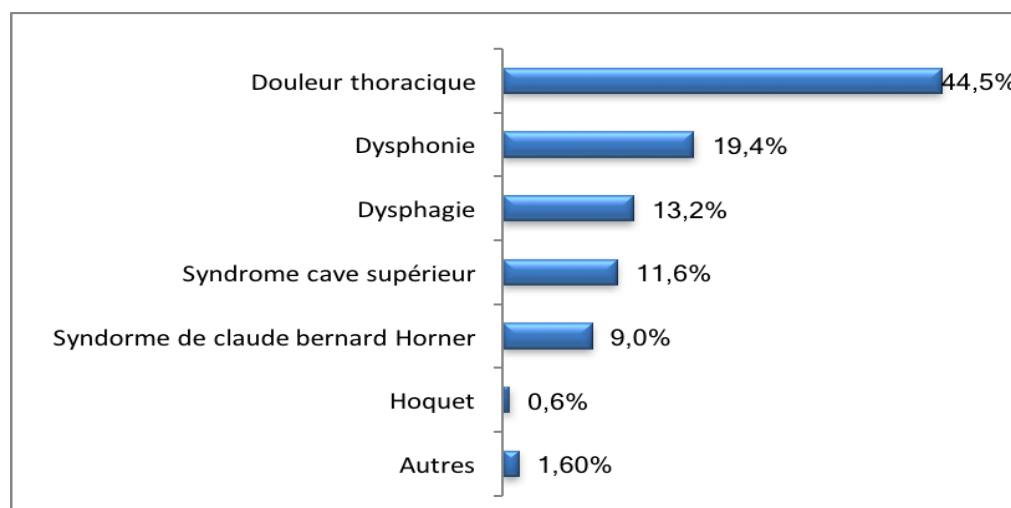 Douleur thoracique 44,5%
Dysphonie 19,4%
Dysphagie 13,2%
Syndrome cave supérieur 11,6%
Syndorme de claude bernard Horner 9,0%
Hoquet 0,6%
Autres 1,60%